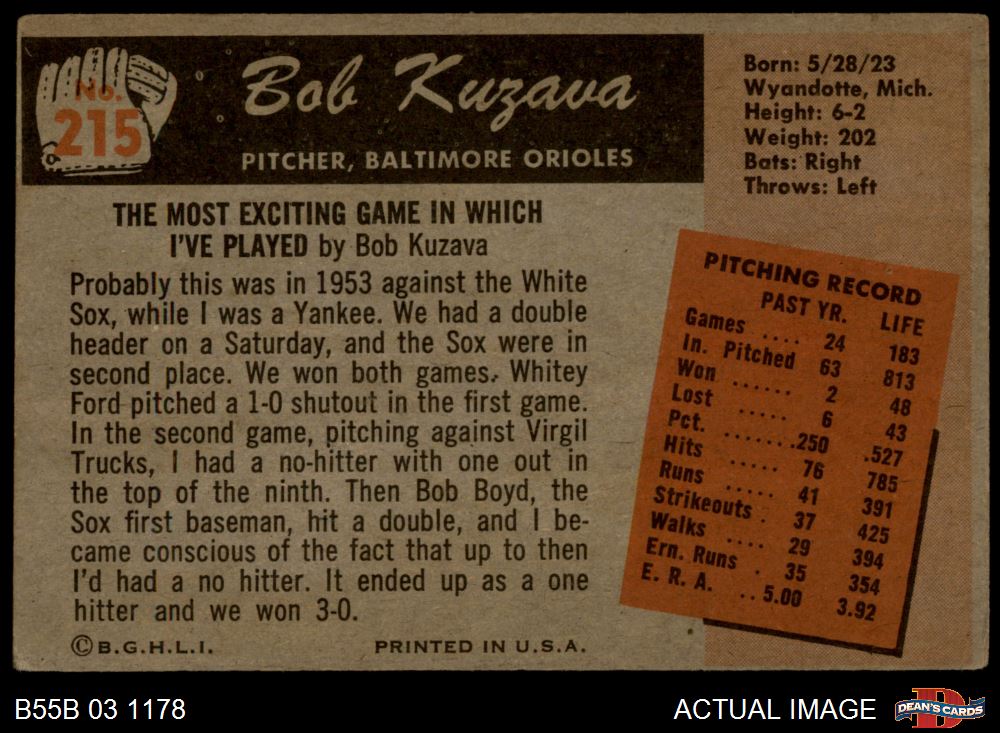 No.
215
Bob Kuzava
PITCHER, BALTIMORE ORIOLES
Born: 5/28/23
Wyandotte, Mich.
Height: 6-2
Weight: 202
Bats: Right
Throws: Left
THE MOST EXCITING GAME IN WHICH
I'VE PLAYED by Bob Kuzava
Probably this was in 1953 against the White
Sox, while I was a Yankee. We had a double
header on a Saturday, and the Sox were in
second place. We won both games. Whitey
Ford pitched a 1-0 shutout in the first game.
In the second game, pitching against Virgil
Trucks, I had a no-hitter with one out in
the top of the ninth. Then Bob Boyd, the
Sox first baseman, hit a double, and I be-
came conscious of the fact that up to then
I'd had a no hitter. It ended up as a one
hitter and we won 3-0.
©B.G.H.L.I. PRINTED IN U.S.A.
PITCHING RECORD
PAST YR. LIFE
Games .... 24 183
In. Pitched 63 813
Won ...... 2 48
Lost ..... 6 43
Pct. .......250 .527
Hits ..... 76 785
Runs ..... 41 391
Strikeouts . 37 425
Walks .... 29 394
Ern. Runs . 35 354
E. R. A. ..5.00 3.92
B55B 03 1178 ACTUAL IMAGE DEAN'S CARDS